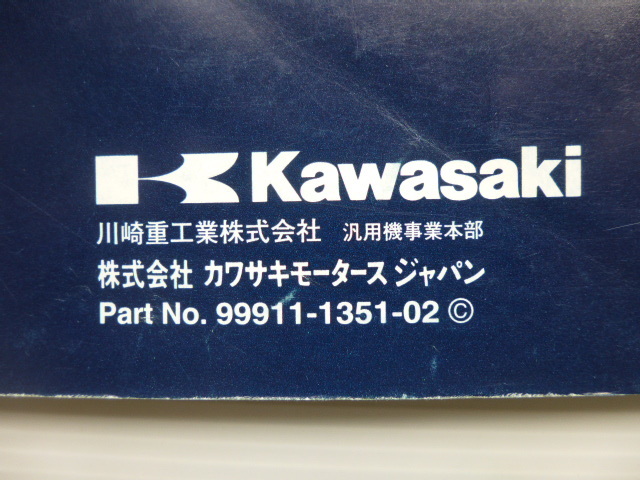 Kawasaki
川崎重工業株式会社 汎用機事業本部
株式会社 カワサキモータース ジャパン
Part No. 99911-1351-02 ©